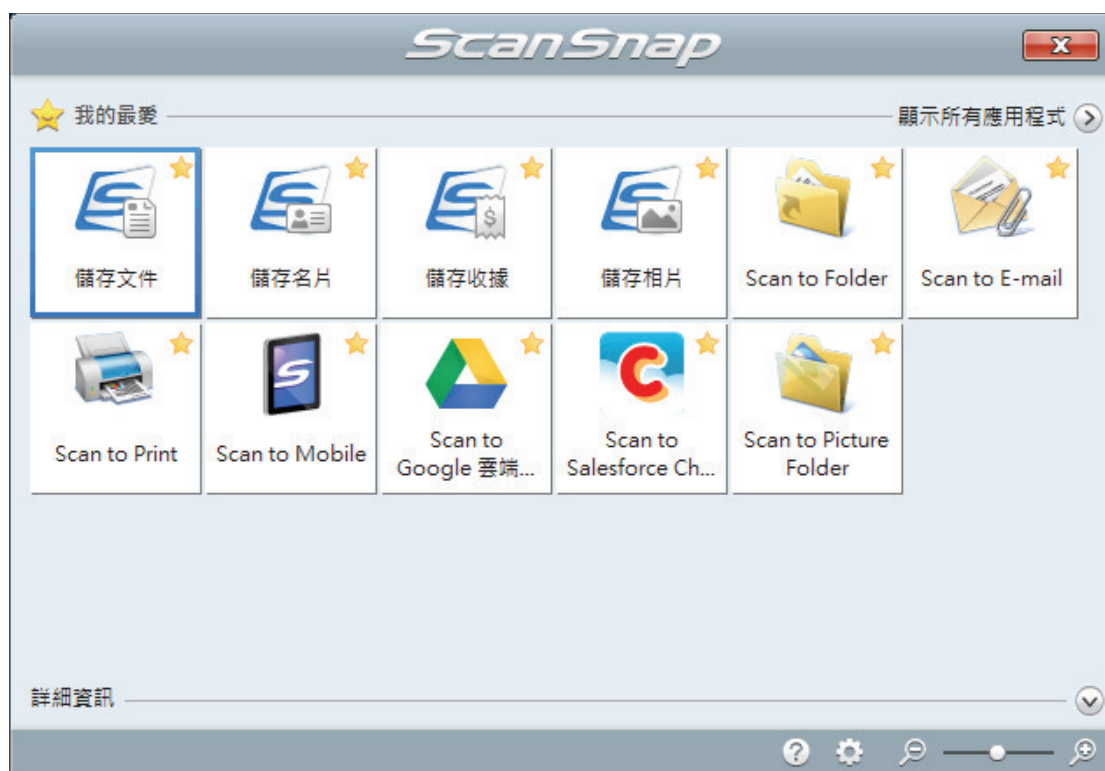 ScanSnap
我的最愛
顯示所有應用程式
儲存文件
儲存名片
儲存收據
儲存相片
Scan to Folder
Scan to E-mail
Scan to Print
Scan to Mobile
Scan to
Google 雲端...
Scan to
Salesforce Ch...
Scan to Picture
Folder
詳細資訊